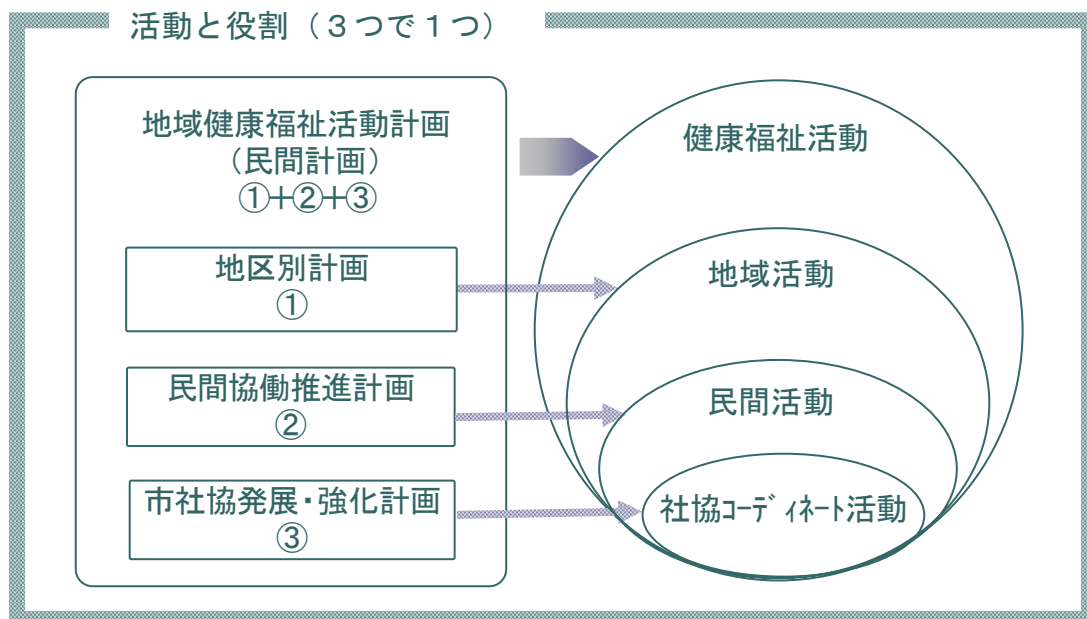 活動と役割（３つで１つ）
地域健康福祉活動計画
（民間計画）
①＋②＋③
地区別計画
①
民間協働推進計画
②
市社協発展・強化計画
③
健康福祉活動
地域活動
民間活動
社協ｺｰﾃﾞｨﾈｰﾄ活動